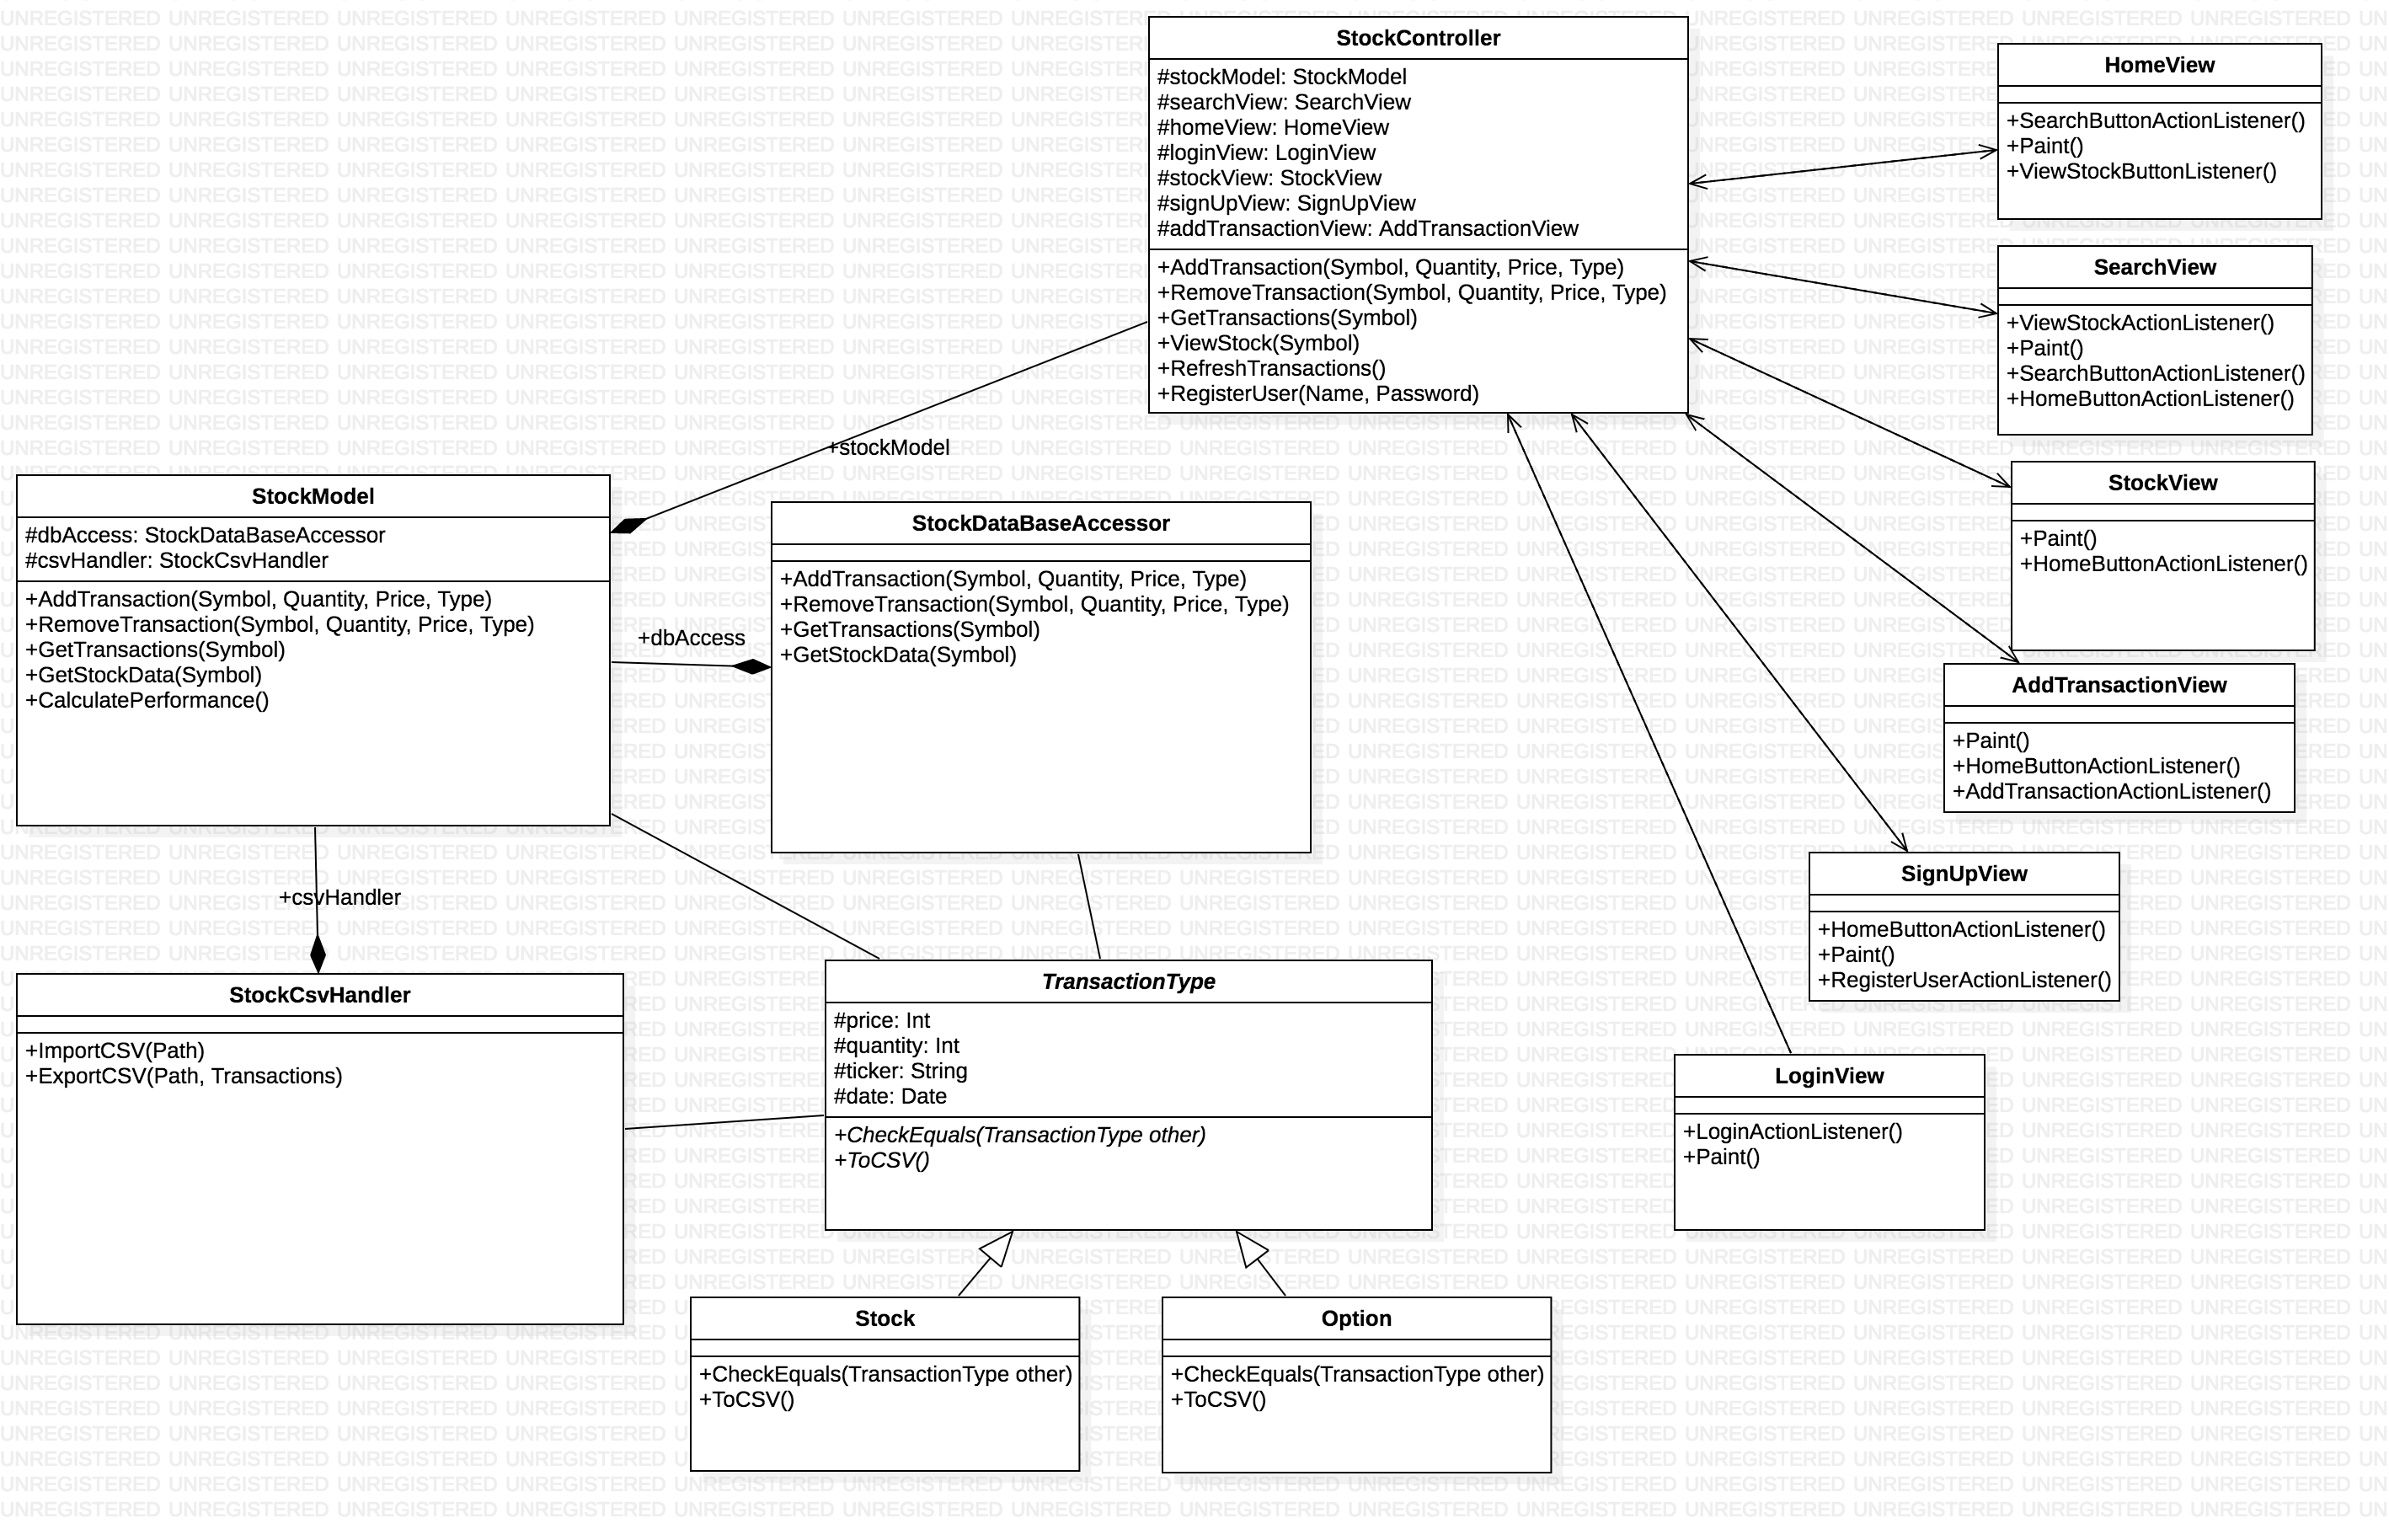 StockController
#stockModel: StockModel
#searchView: SearchView
#homeView: HomeView
#loginView: LoginView
#stockView: StockView
#signUpView: SignUpView
#addTransactionView: AddTransactionView
+AddTransaction(Symbol, Quantity, Price, Type)
+RemoveTransaction(Symbol, Quantity, Price, Type)
+GetTransactions(Symbol)
+ViewStock(Symbol)
+RefreshTransactions()
+RegisterUser(Name, Password)
HomeView
+SearchButtonActionListener()
+Paint()
+ViewStockButtonListener()
SearchView
+ViewStockActionListener()
+Paint()
+SearchButtonActionListener()
+HomeButtonActionListener()
+stockModel
StockModel
#dbAccess: StockDataBaseAccessor
#csvHandler: StockCsvHandler
+AddTransaction(Symbol, Quantity, Price, Type)
+RemoveTransaction(Symbol, Quantity, Price, Type)
+GetTransactions(Symbol)
+GetStockData(Symbol)
+CalculatePerformance()
+dbAccess
StockDataBaseAccessor
+AddTransaction(Symbol, Quantity, Price, Type)
+RemoveTransaction(Symbol, Quantity, Price, Type)
+GetTransactions(Symbol)
+GetStockData(Symbol)
StockView
+Paint()
+HomeButtonActionListener()
AddTransactionView
+Paint()
+HomeButtonActionListener()
+AddTransactionActionListener()
SignUpView
+HomeButtonActionListener()
+Paint()
+RegisterUserActionListener()
+csvHandler
StockCsvHandler
+ImportCSV(Path)
+ExportCSV(Path, Transactions)
TransactionType
#price: Int
#quantity: Int
#ticker: String
#date: Date
+CheckEquals(TransactionType other)
+ToCSV()
LoginView
+LoginActionListener()
+Paint()
Stock
+CheckEquals(TransactionType other)
+ToCSV()
Option
+CheckEquals(TransactionType other)
+ToCSV()
UNREGISTERED